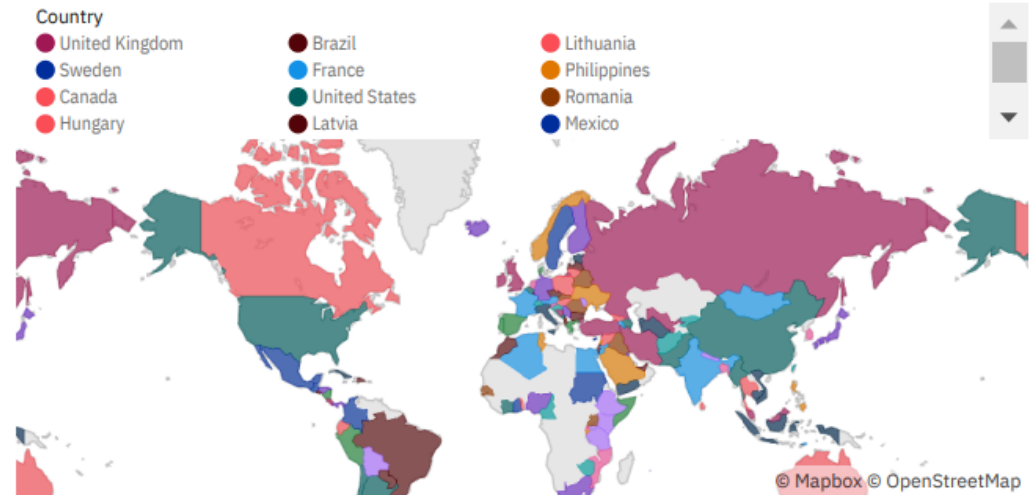 Country
United Kingdom
Sweden
Canada
Hungary
Brazil
France
United States
Latvia
Lithuania
Philippines
Romania
Mexico
© Mapbox © OpenStreetMap